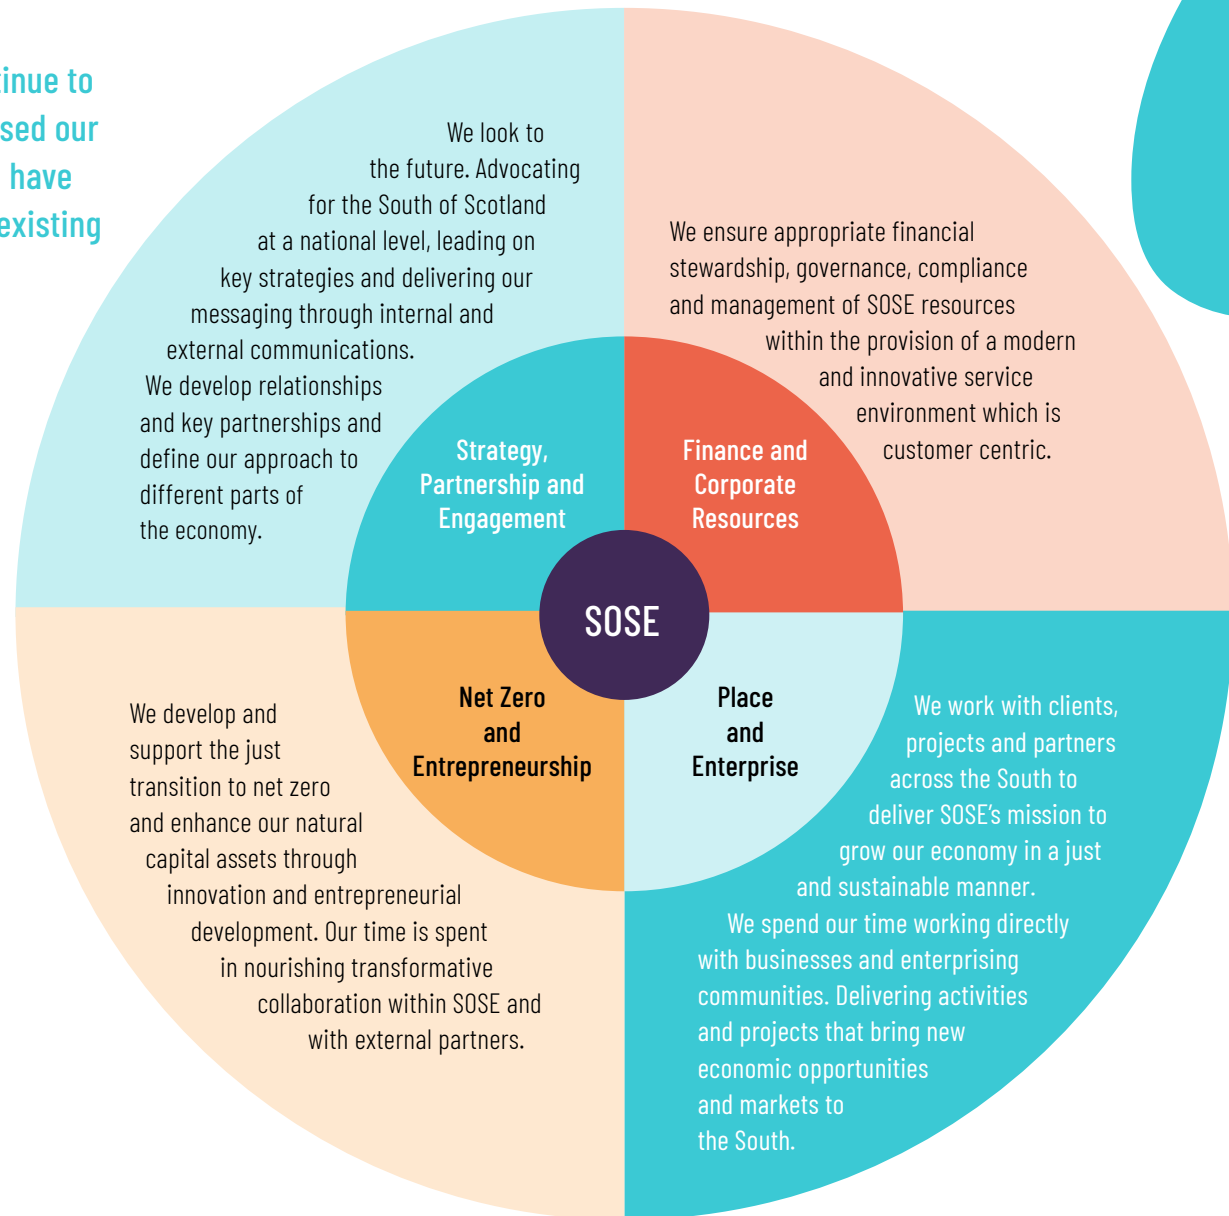 tinue to
sed our
have
existing
We look to
the future. Advocating
for the South of Scotland
at a national level, leading on
key strategies and delivering our
messaging through internal and
external communications.
We develop relationships
and key partnerships and
define our approach to
different parts of
the economy.
We ensure appropriate financial
stewardship, governance, compliance
and management of SOSE resources
within the provision of a modern
and innovative service
environment which is
customer centric.
Strategy,
Partnership and
Engagement
Finance and
Corporate
Resources
SOSE
Net Zero
and
Entrepreneurship
Place
and
Enterprise
We develop and
support the just
transition to net zero
and enhance our natural
capital assets through
innovation and entrepreneurial
development. Our time is spent
in nourishing transformative
collaboration within SOSE and
with external partners.
We work with clients,
projects and partners
across the South to
deliver SOSE’s mission to
grow our economy in a just
and sustainable manner.
We spend our time working directly
with businesses and enterprising
communities. Delivering activities
and projects that bring new
economic opportunities
and markets to
the South.